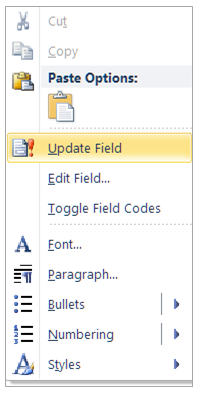 Cut
Copy
Paste Options:
Update Field
Edit Field...
Toggle Field Codes
Font...
Paragraph...
Bullets
Numbering
Styles